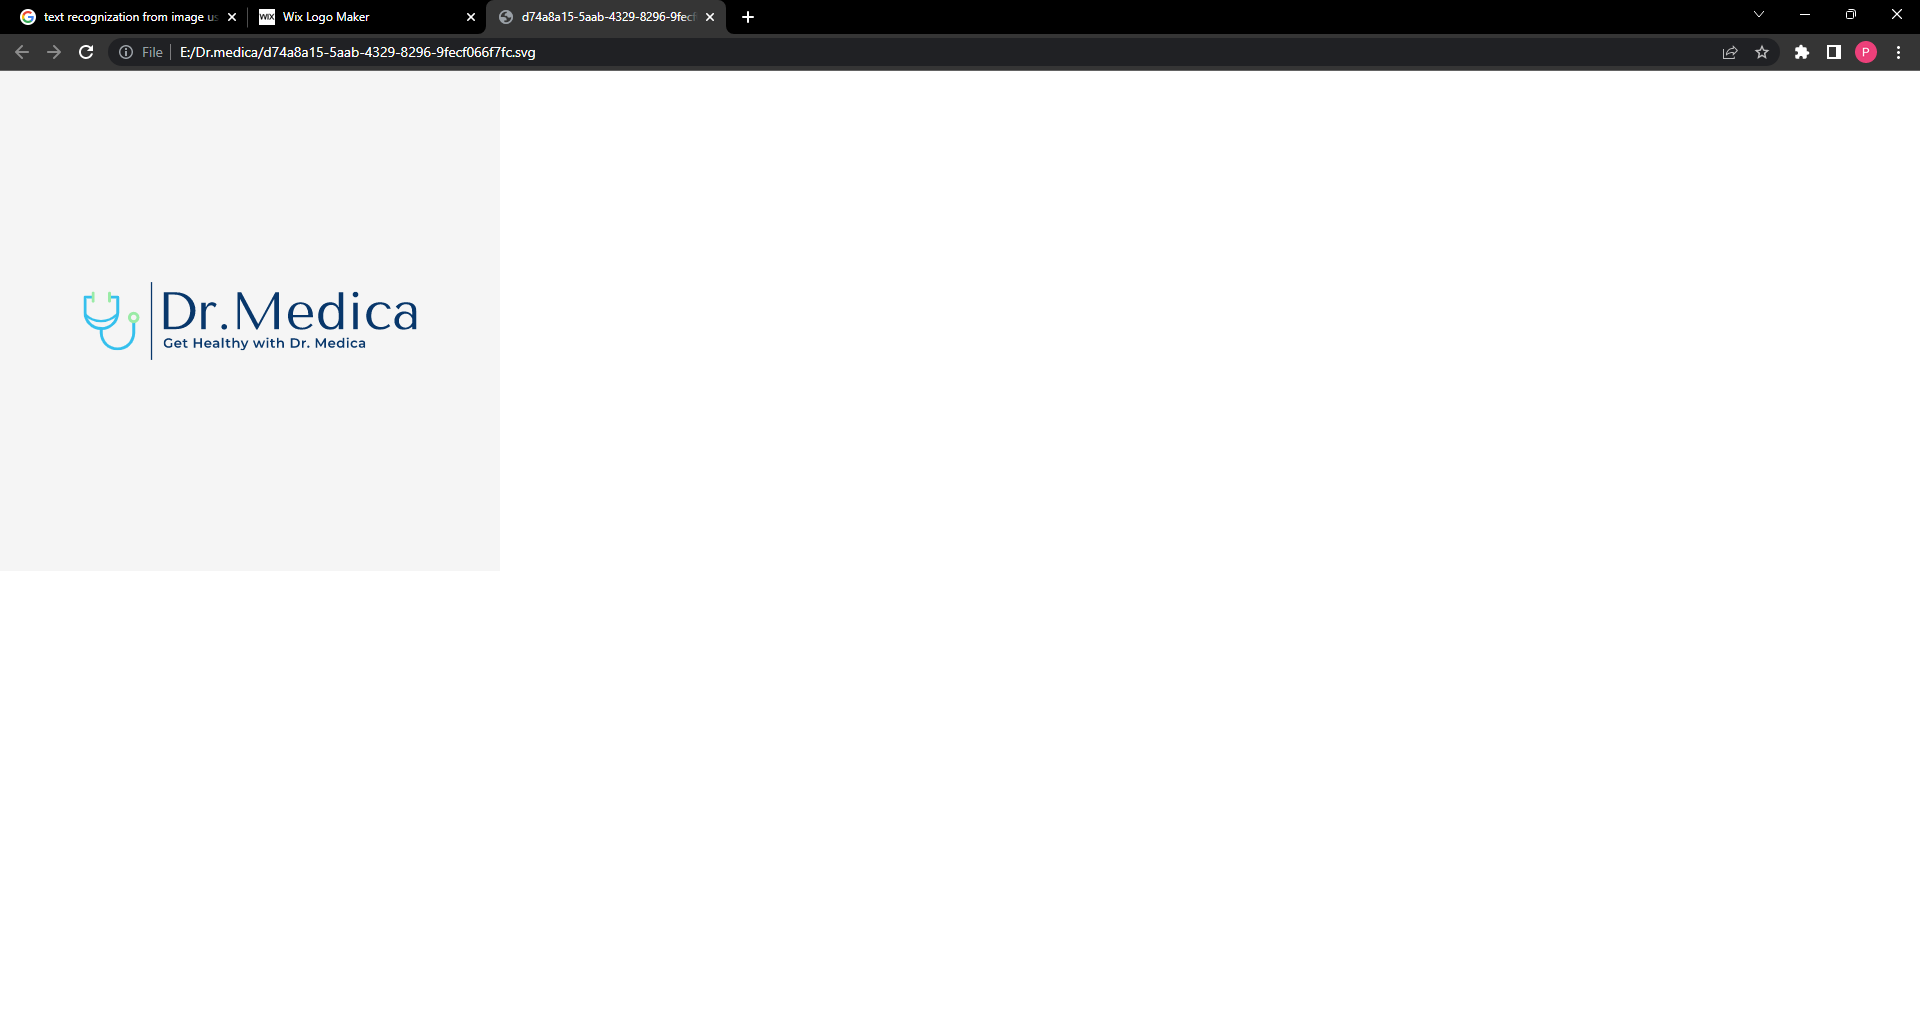 text recognization from image us
WiX Wix Logo Maker
d74a8a15-5aab-4329-8296-9fecf
File E:/Dr.medica/d74a8a15-5aab-4329-8296-9fecf066f7fc.svg
P
Dr.Medica
Get Healthy with Dr. Medica